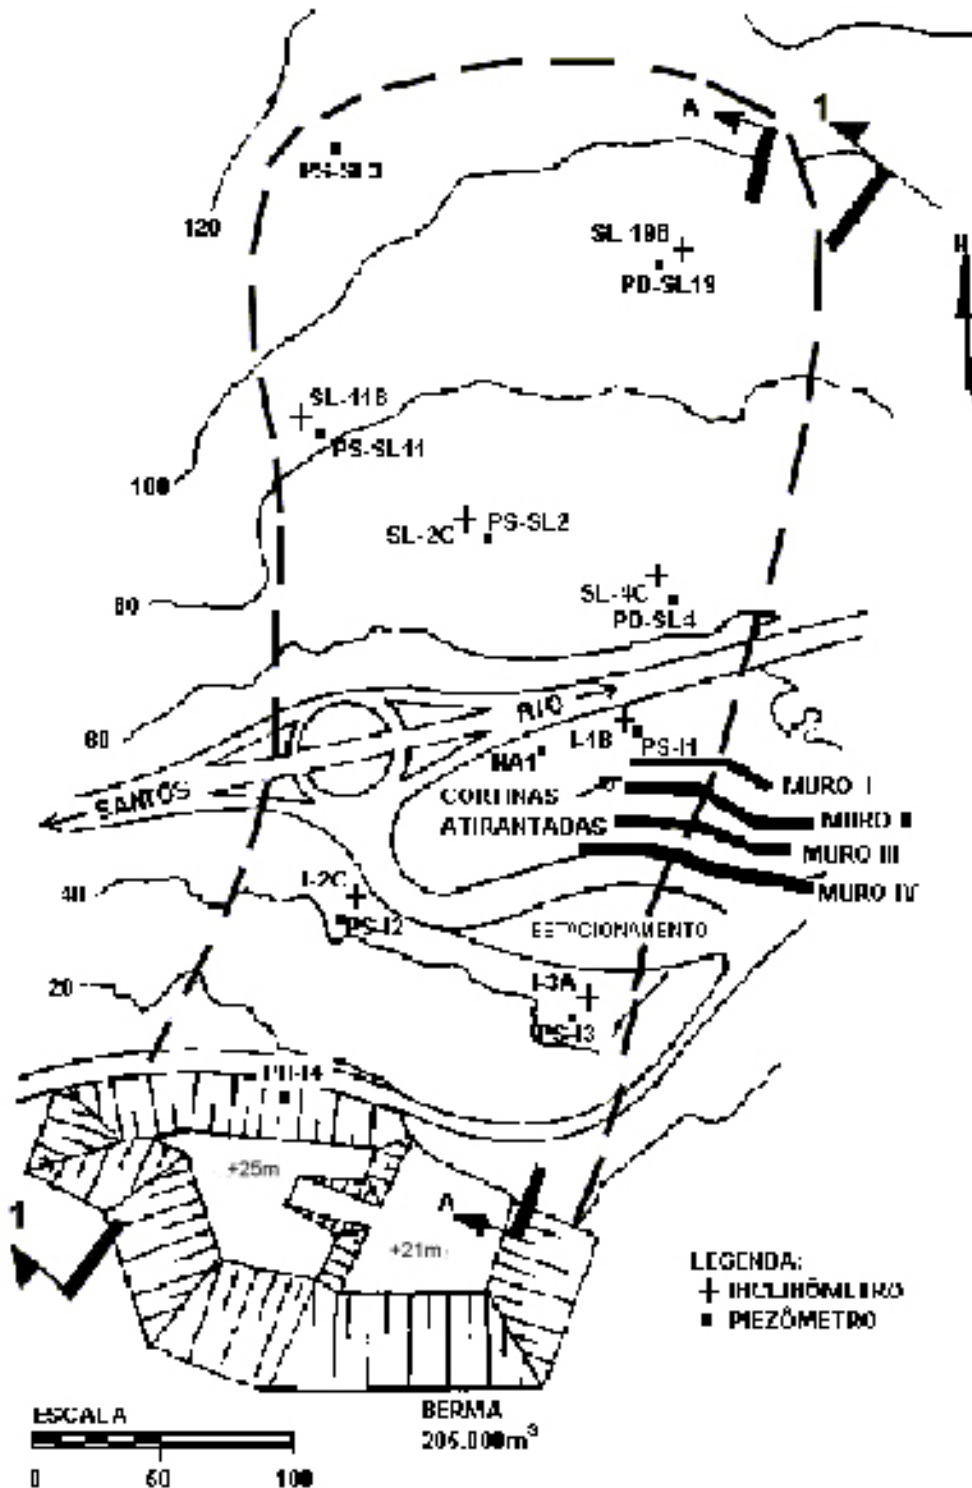 A
1
PS-SL3
120
SL 19B
PD-SL19
N
SL-11B
PS-SL11
100
SL-2C
PS-SL2
80
SL-4C
PD-SL4
RIO
60
I-1B
PS-I1
NA1
SANTOS
CORTINAS
ATIRANTADAS
MURO I
MURO II
MURO III
MURO IV
40
I-2C
PS-I2
ESTACIONAMENTO
20
I-3A
PS-I3
+25m
A
1
+21m
LEGENDA:
INCLINÔMETRO
PIEZÔMETRO
ESCALA
BERMA
0 50 100